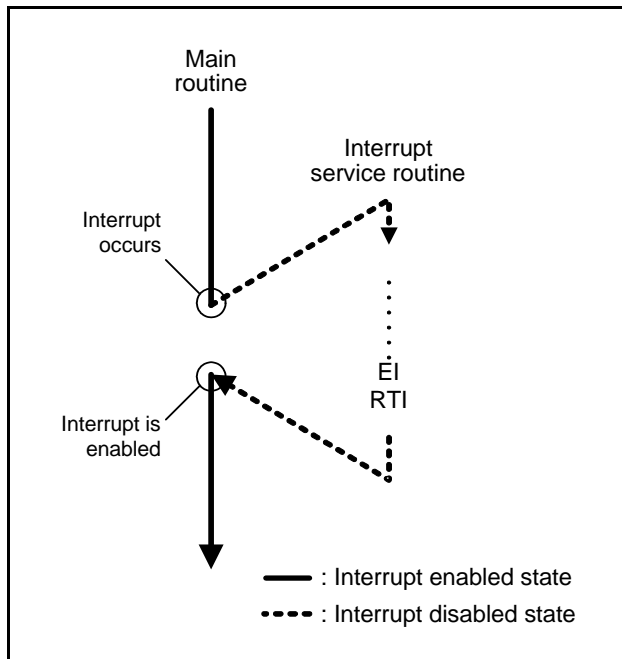 Main
routine
Interrupt
service routine
Interrupt
occurs
EI
RTI
Interrupt is
enabled
: Interrupt enabled state
: Interrupt disabled state